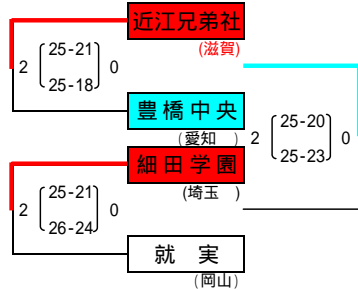 近江兄弟社
(滋賀)
25-21
2 0
25-18
豊橋中央
(愛知 )
25-20
2 0
25-23
細田学園
(埼玉 )
25-21
2 0
26-24
就 実
(岡山)